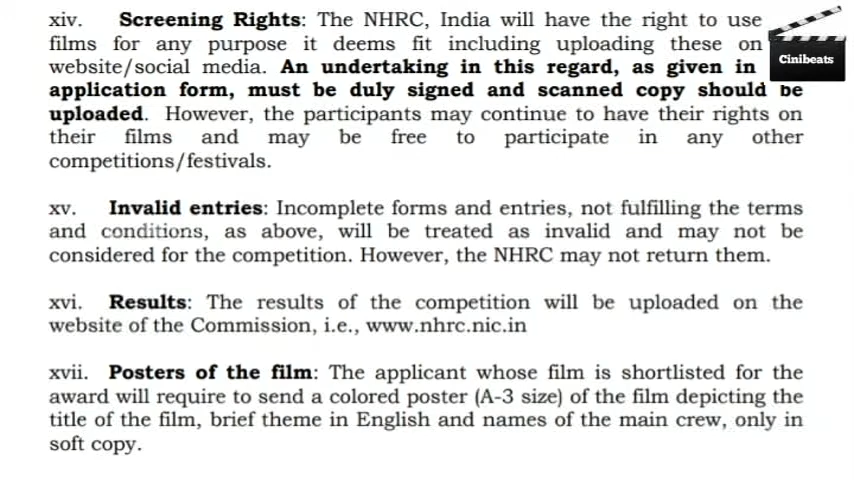 xiv. Screening Rights: The NHRC, India will have the right to use
films for any purpose it deems fit including uploading these on
website/social media. An undertaking in this regard, as given in
application form, must be duly signed and scanned copy should be
uploaded. However, the participants may continue to have their rights on
their films and may be free to participate in any other
competitions/festivals.
xv. Invalid entries: Incomplete forms and entries, not fulfilling the terms
and conditions, as above, will be treated as invalid and may not be
considered for the competition. However, the NHRC may not return them.
xvi. Results: The results of the competition will be uploaded on the
website of the Commission, i.e., www.nhrc.nic.in
xvii. Posters of the film: The applicant whose film is shortlisted for the
award will require to send a colored poster (A-3 size) of the film depicting the
title of the film, brief theme in English and names of the main crew, only in
soft copy.
Cinibeats